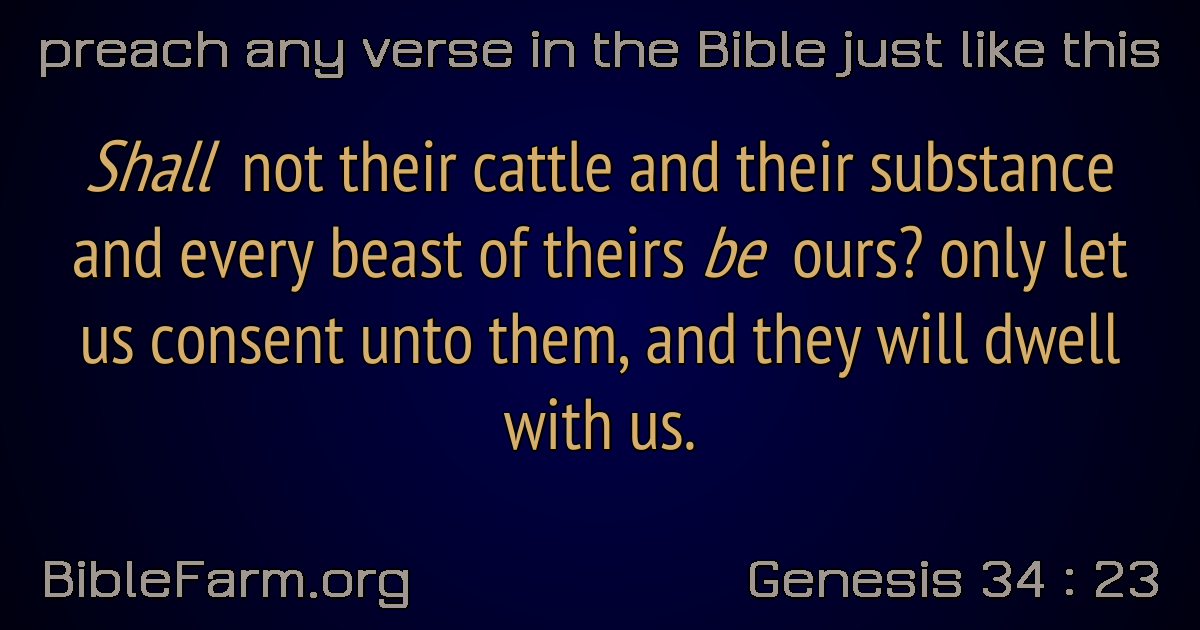 preach any verse in the Bible just like this
Shall not their cattle and their substance
and every beast of theirs be ours? only let
us consent unto them, and they will dwell
with us.
BibleFarm.org
Genesis 34 : 23